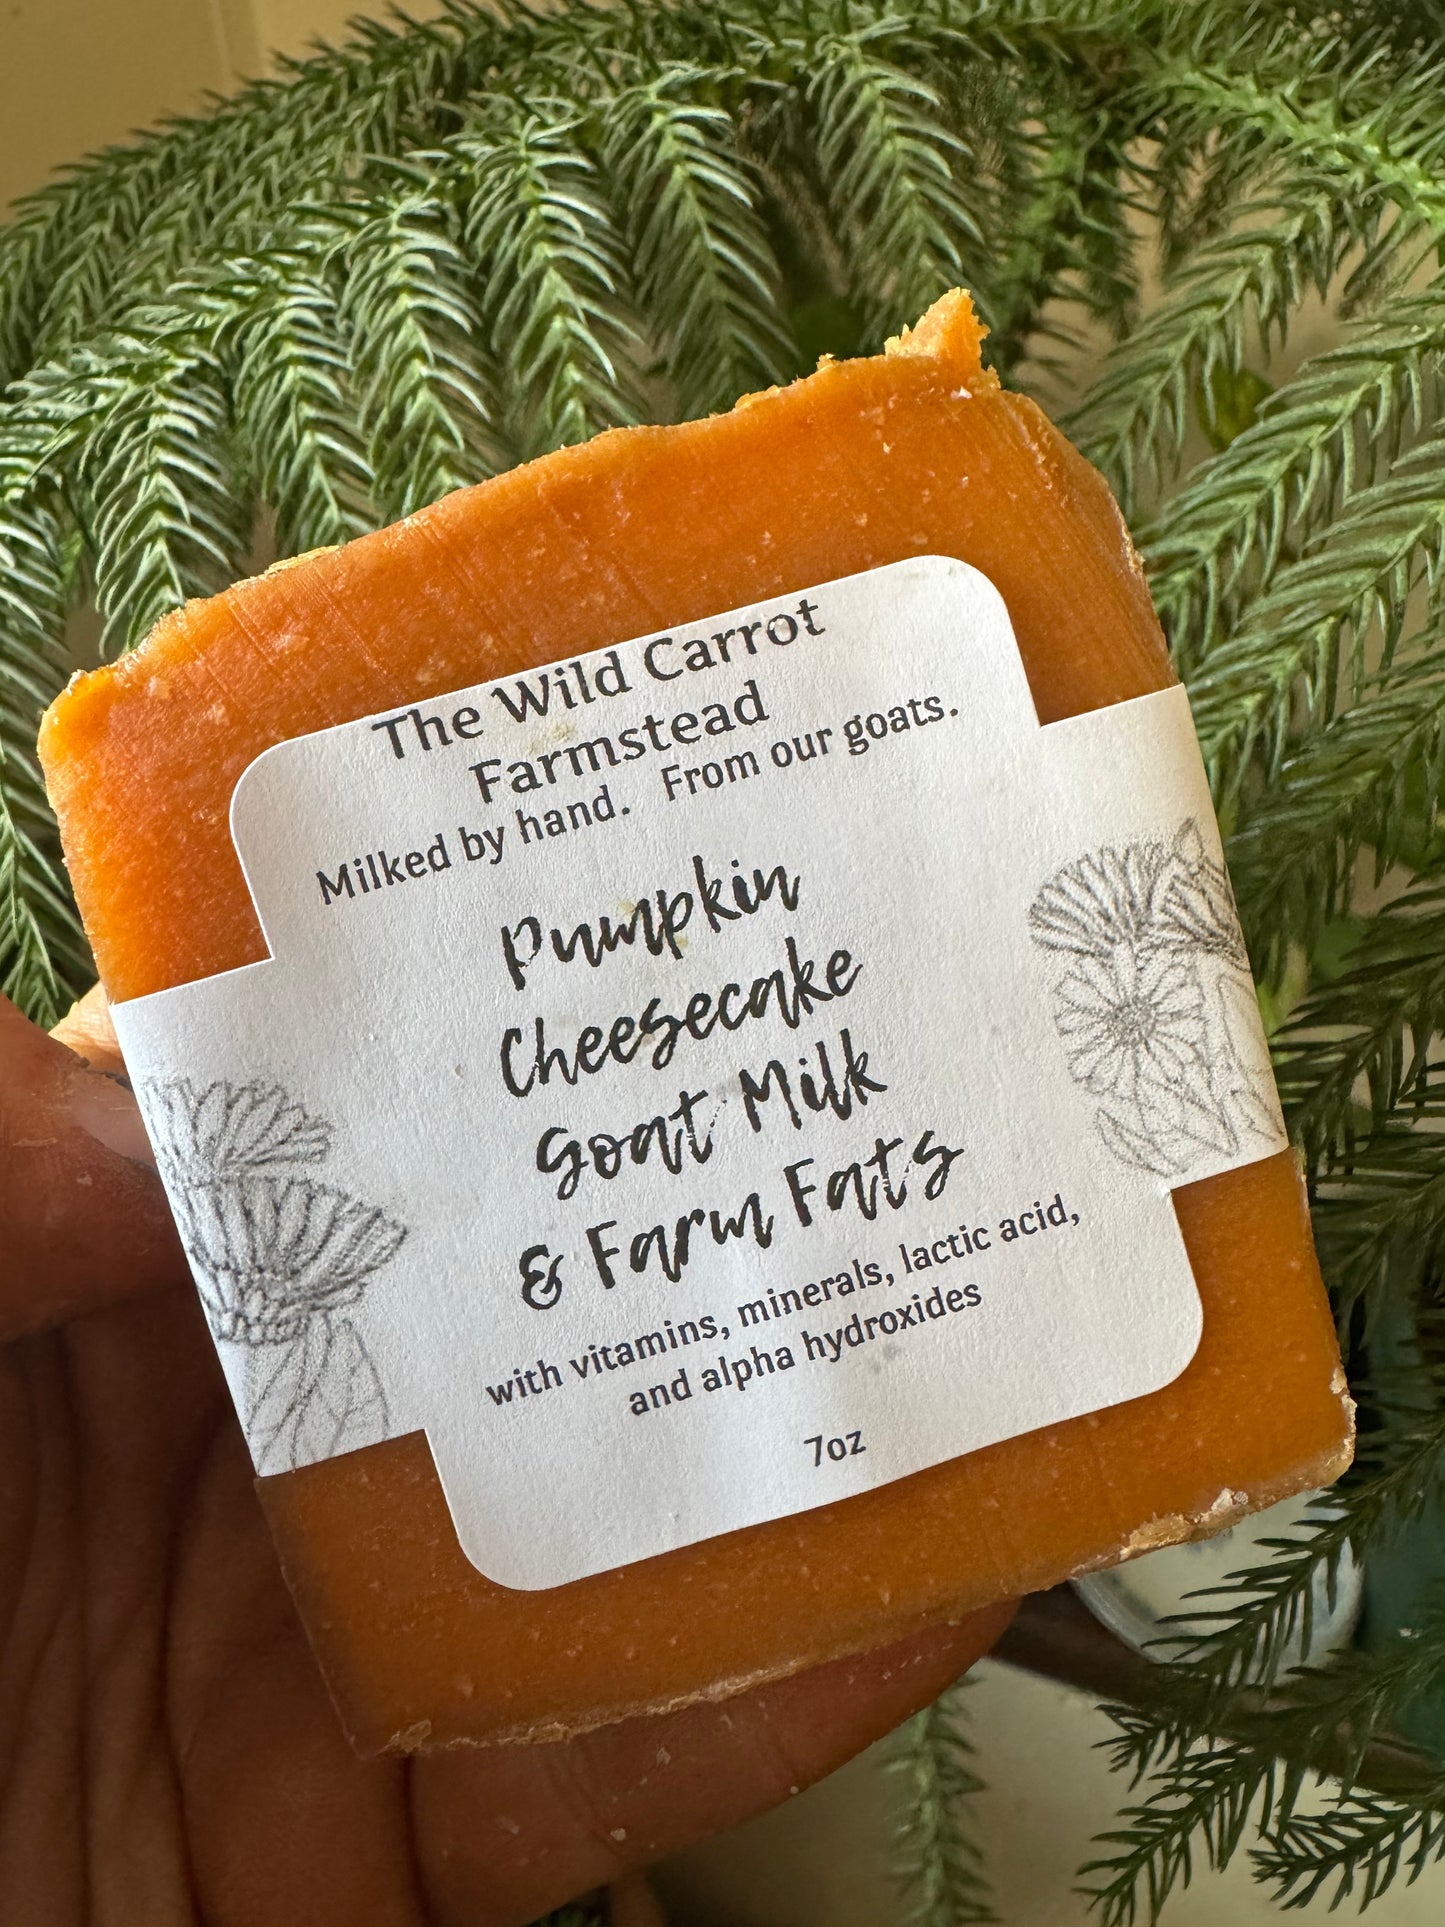 The Wild Carrot
Farmstead
Milked by hand. From our goats.
Pumpkin
Cheesecake
Goat Milk
& Farm Fats
with vitamins, minerals, lactic acid,
and alpha hydroxides
7oz